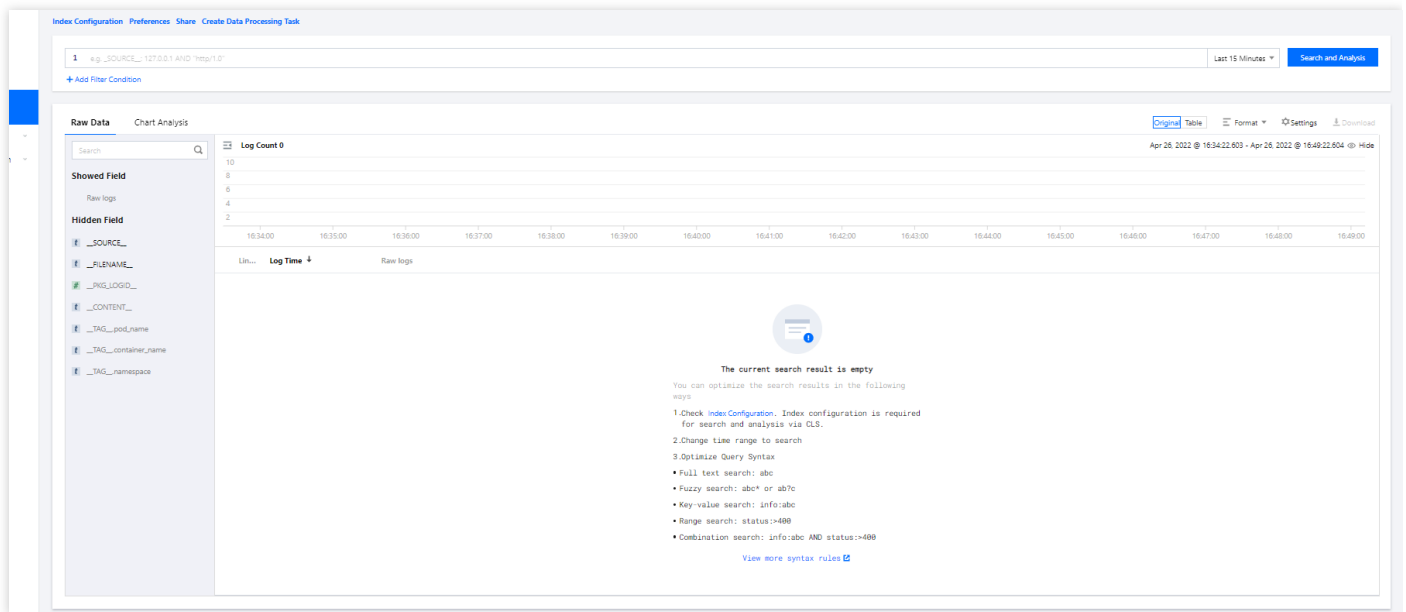 Index Configuration Preferences Share Create Data Processing Task
1 e.g. _SOURCE__: 127.0.0.1 AND "http/1.0" Last 15 Minutes Search and Analysis
+ Add Filter Condition
Raw Data Chart Analysis Original Table Format Settings Download
Search Log Count 0 Apr 26, 2022 @ 16:34:22.603 - Apr 26, 2022 @ 16:49:22.604 Hide
10
8
6
4
2
16:34:00 16:35:00 16:36:00 16:37:00 16:38:00 16:39:00 16:40:00 16:41:00 16:42:00 16:43:00 16:44:00 16:45:00 16:46:00 16:47:00 16:48:00 16:49:00
Showed Field
Raw logs
Hidden Field
t __SOURCE__
t __FILENAME__
# __PKG_LOGID__
t __CONTENT__
t __TAG__.pod_name
t __TAG__.container_name
t __TAG__.namespace
Lin... Log Time Raw logs
The current search result is empty
You can optimize the search results in the following
ways
1.Check Index Configuration. Index configuration is required
for search and analysis via CLS.
2.Change time range to search
3.Optimize Query Syntax
• Full text search: abc
• Fuzzy search: abc* or ab?c
• Key-value search: info:abc
• Range search: status:>400
• Combination search: info:abc AND status:>400
View more syntax rules